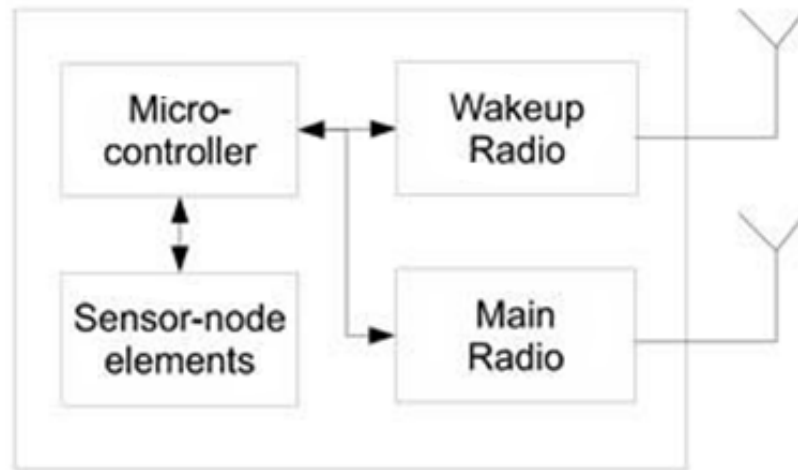 Micro-
controller
Wakeup
Radio
Sensor-node
elements
Main
Radio